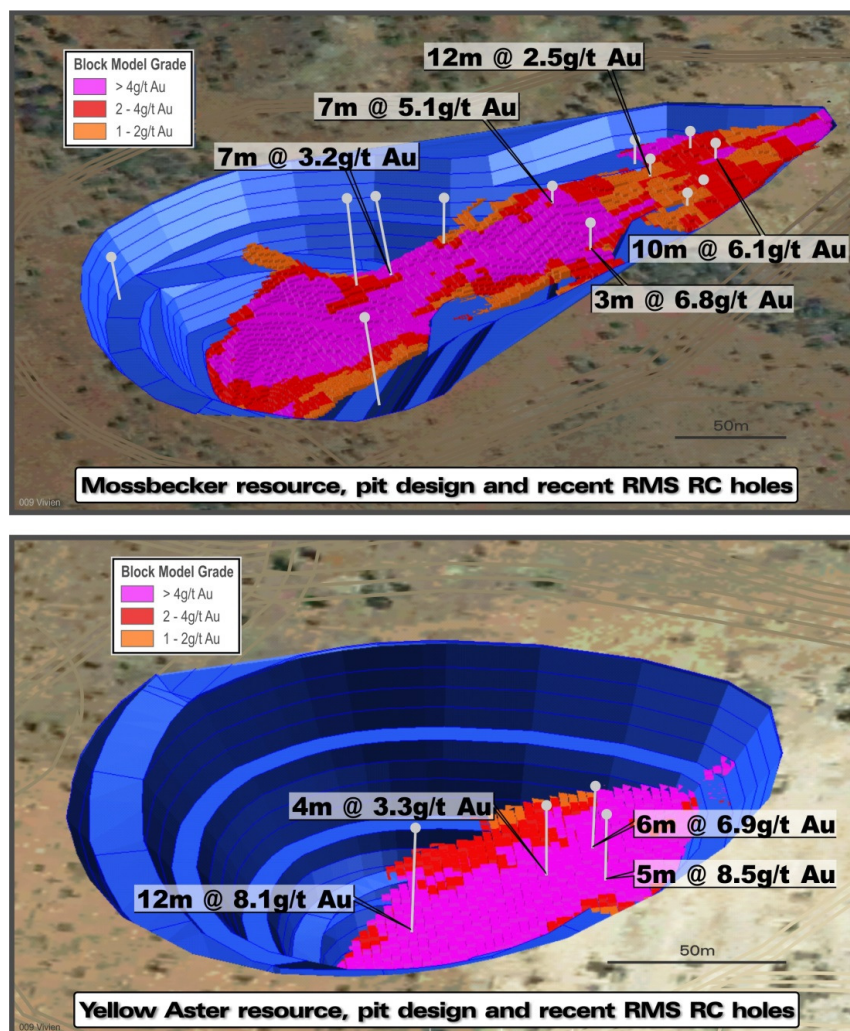 Block Model Grade
> 4g/t Au
2 - 4g/t Au
1 - 2g/t Au
12m @ 2.5g/t Au
7m @ 5.1g/t Au
7m @ 3.2g/t Au
10m @ 6.1g/t Au
3m @ 6.8g/t Au
50m
Mossbecker resource, pit design and recent RMS RC holes
009 Vivien
Block Model Grade
> 4g/t Au
2 - 4g/t Au
1 - 2g/t Au
4m @ 3.3g/t Au
6m @ 6.9g/t Au
5m @ 8.5g/t Au
12m @ 8.1g/t Au
50m
Yellow Aster resource, pit design and recent RMS RC holes
009 Vivien